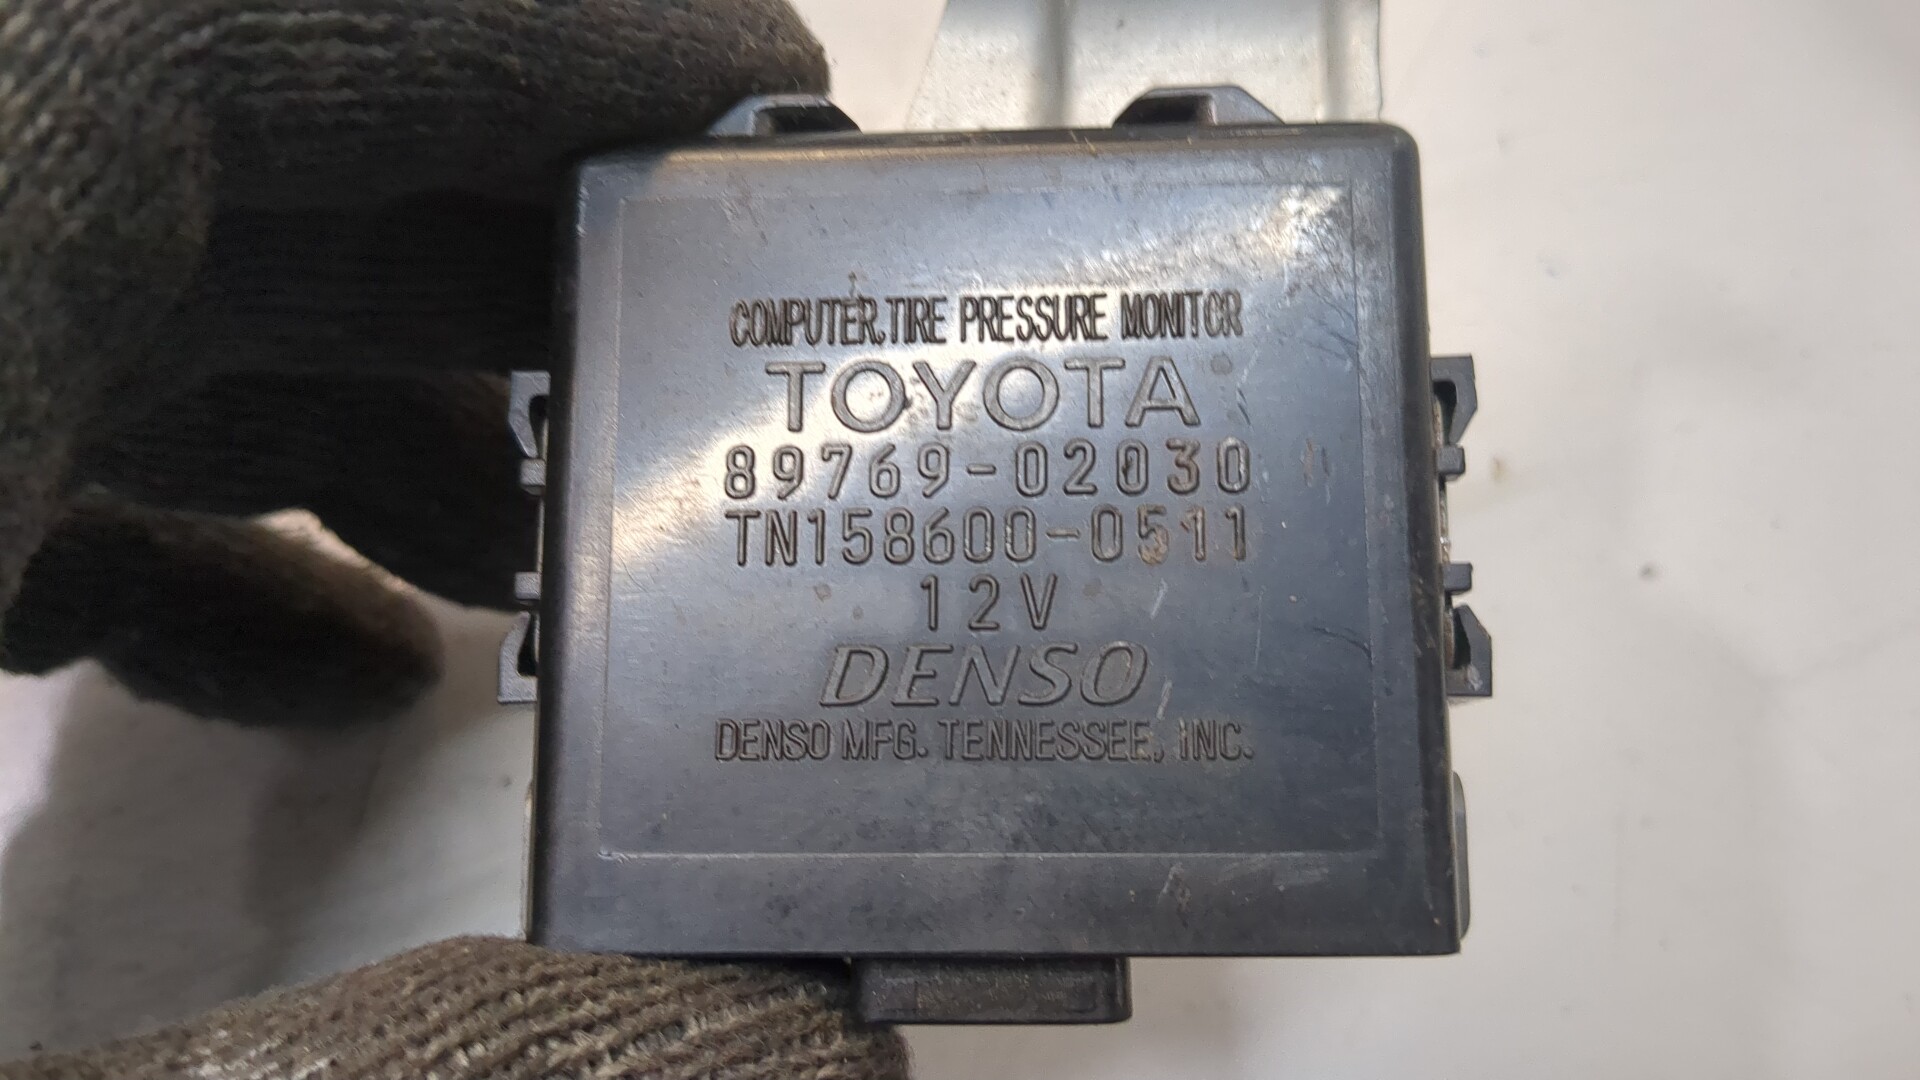 COMPUTER,TIRE PRESSURE MONITOR
TOYOTA
89769-02030
TN158600-0511
12V
DENSO
DENSO MFG. TENNESSEE, INC.